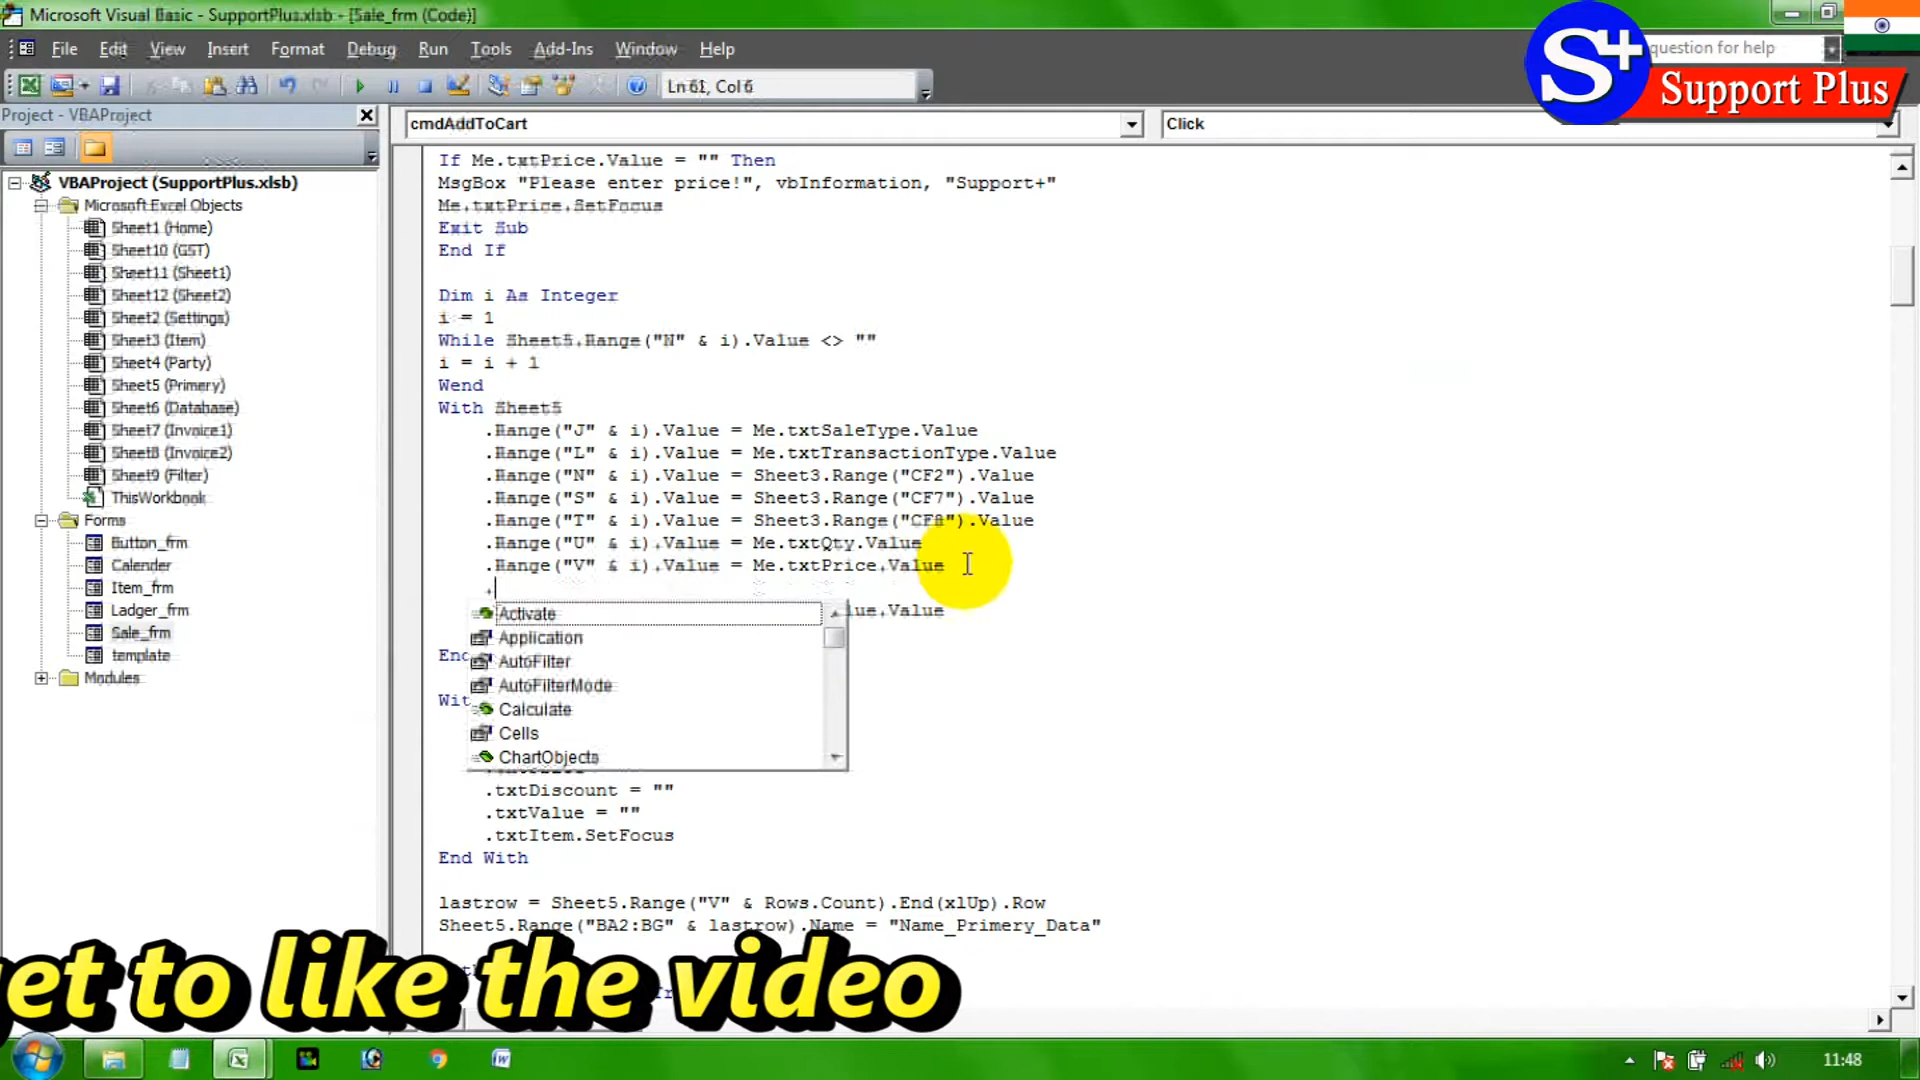 Microsoft Visual Basic - SupportPlus.xlsb - [Sale_frm (Code)]
File Edit View Insert Format Debug Run Tools Add-Ins Window Help
question for help
S+
Support Plus
Ln 61, Col 6
Project - VBAProject
cmdAddToCart
Click
VBAProject (SupportPlus.xlsb)
Microsoft Excel Objects
Sheet1 (Home)
Sheet10 (GST)
Sheet11 (Sheet1)
Sheet12 (Sheet2)
Sheet2 (Settings)
Sheet3 (Item)
Sheet4 (Party)
Sheet5 (Primery)
Sheet6 (Database)
Sheet7 (Invoice1)
Sheet8 (Invoice2)
Sheet9 (Filter)
ThisWorkbook
Forms
Button_frm
Calender
Item_frm
Ladger_frm
Sale_frm
template
Modules
If Me.txtPrice.Value = "" Then
MsgBox "Please enter price!", vbInformation, "Support+"
Me.txtPrice.SetFocus
Exit Sub
End If
Dim i As Integer
i = 1
While Sheet5.Range("N" & i).Value <> ""
i = i + 1
Wend
With Sheet5
.Range("J" & i).Value = Me.txtSaleType.Value
.Range("L" & i).Value = Me.txtTransactionType.Value
.Range("N" & i).Value = Sheet3.Range("CF2").Value
.Range("S" & i).Value = Sheet3.Range("CF7").Value
.Range("T" & i).Value = Sheet3.Range("CF8").Value
.Range("U" & i).Value = Me.txtQty.Value
.Range("V" & i).Value = Me.txtPrice.Value
.
lue.Value
Activate
Application
AutoFilter
AutoFilterMode
Calculate
Cells
ChartObjects
Enc
Wit
.txtDiscount = ""
.txtValue = ""
.txtItem.SetFocus
End With
lastrow = Sheet5.Range("V" & Rows.Count).End(xlUp).Row
Sheet5.Range("BA2:BG" & lastrow).Name = "Name_Primery_Data"
get to like the video
11:48